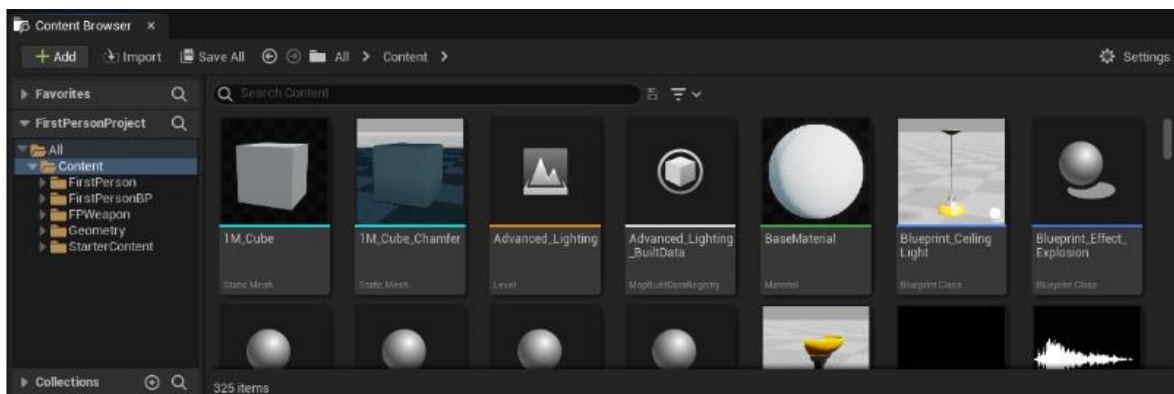 Content Browser ×
Add Import Save All All > Content > Settings
Favorites
Search Content
FirstPersonProject
All
Content
FirstPerson
FirstPersonBP
FPWeapon
Geometry
StarterContent
1M_Cube
Static Mesh
1M_Cube_Chamfer
Static Mesh
Advanced_Lighting
Level
Advanced_Lighting
_BuiltData
MapBuildDataRegistry
BaseMaterial
Material
Blueprint_Ceiling
Light
Blueprint Class
Blueprint_Effect_
Explosion
Blueprint Class
Collections
325 items